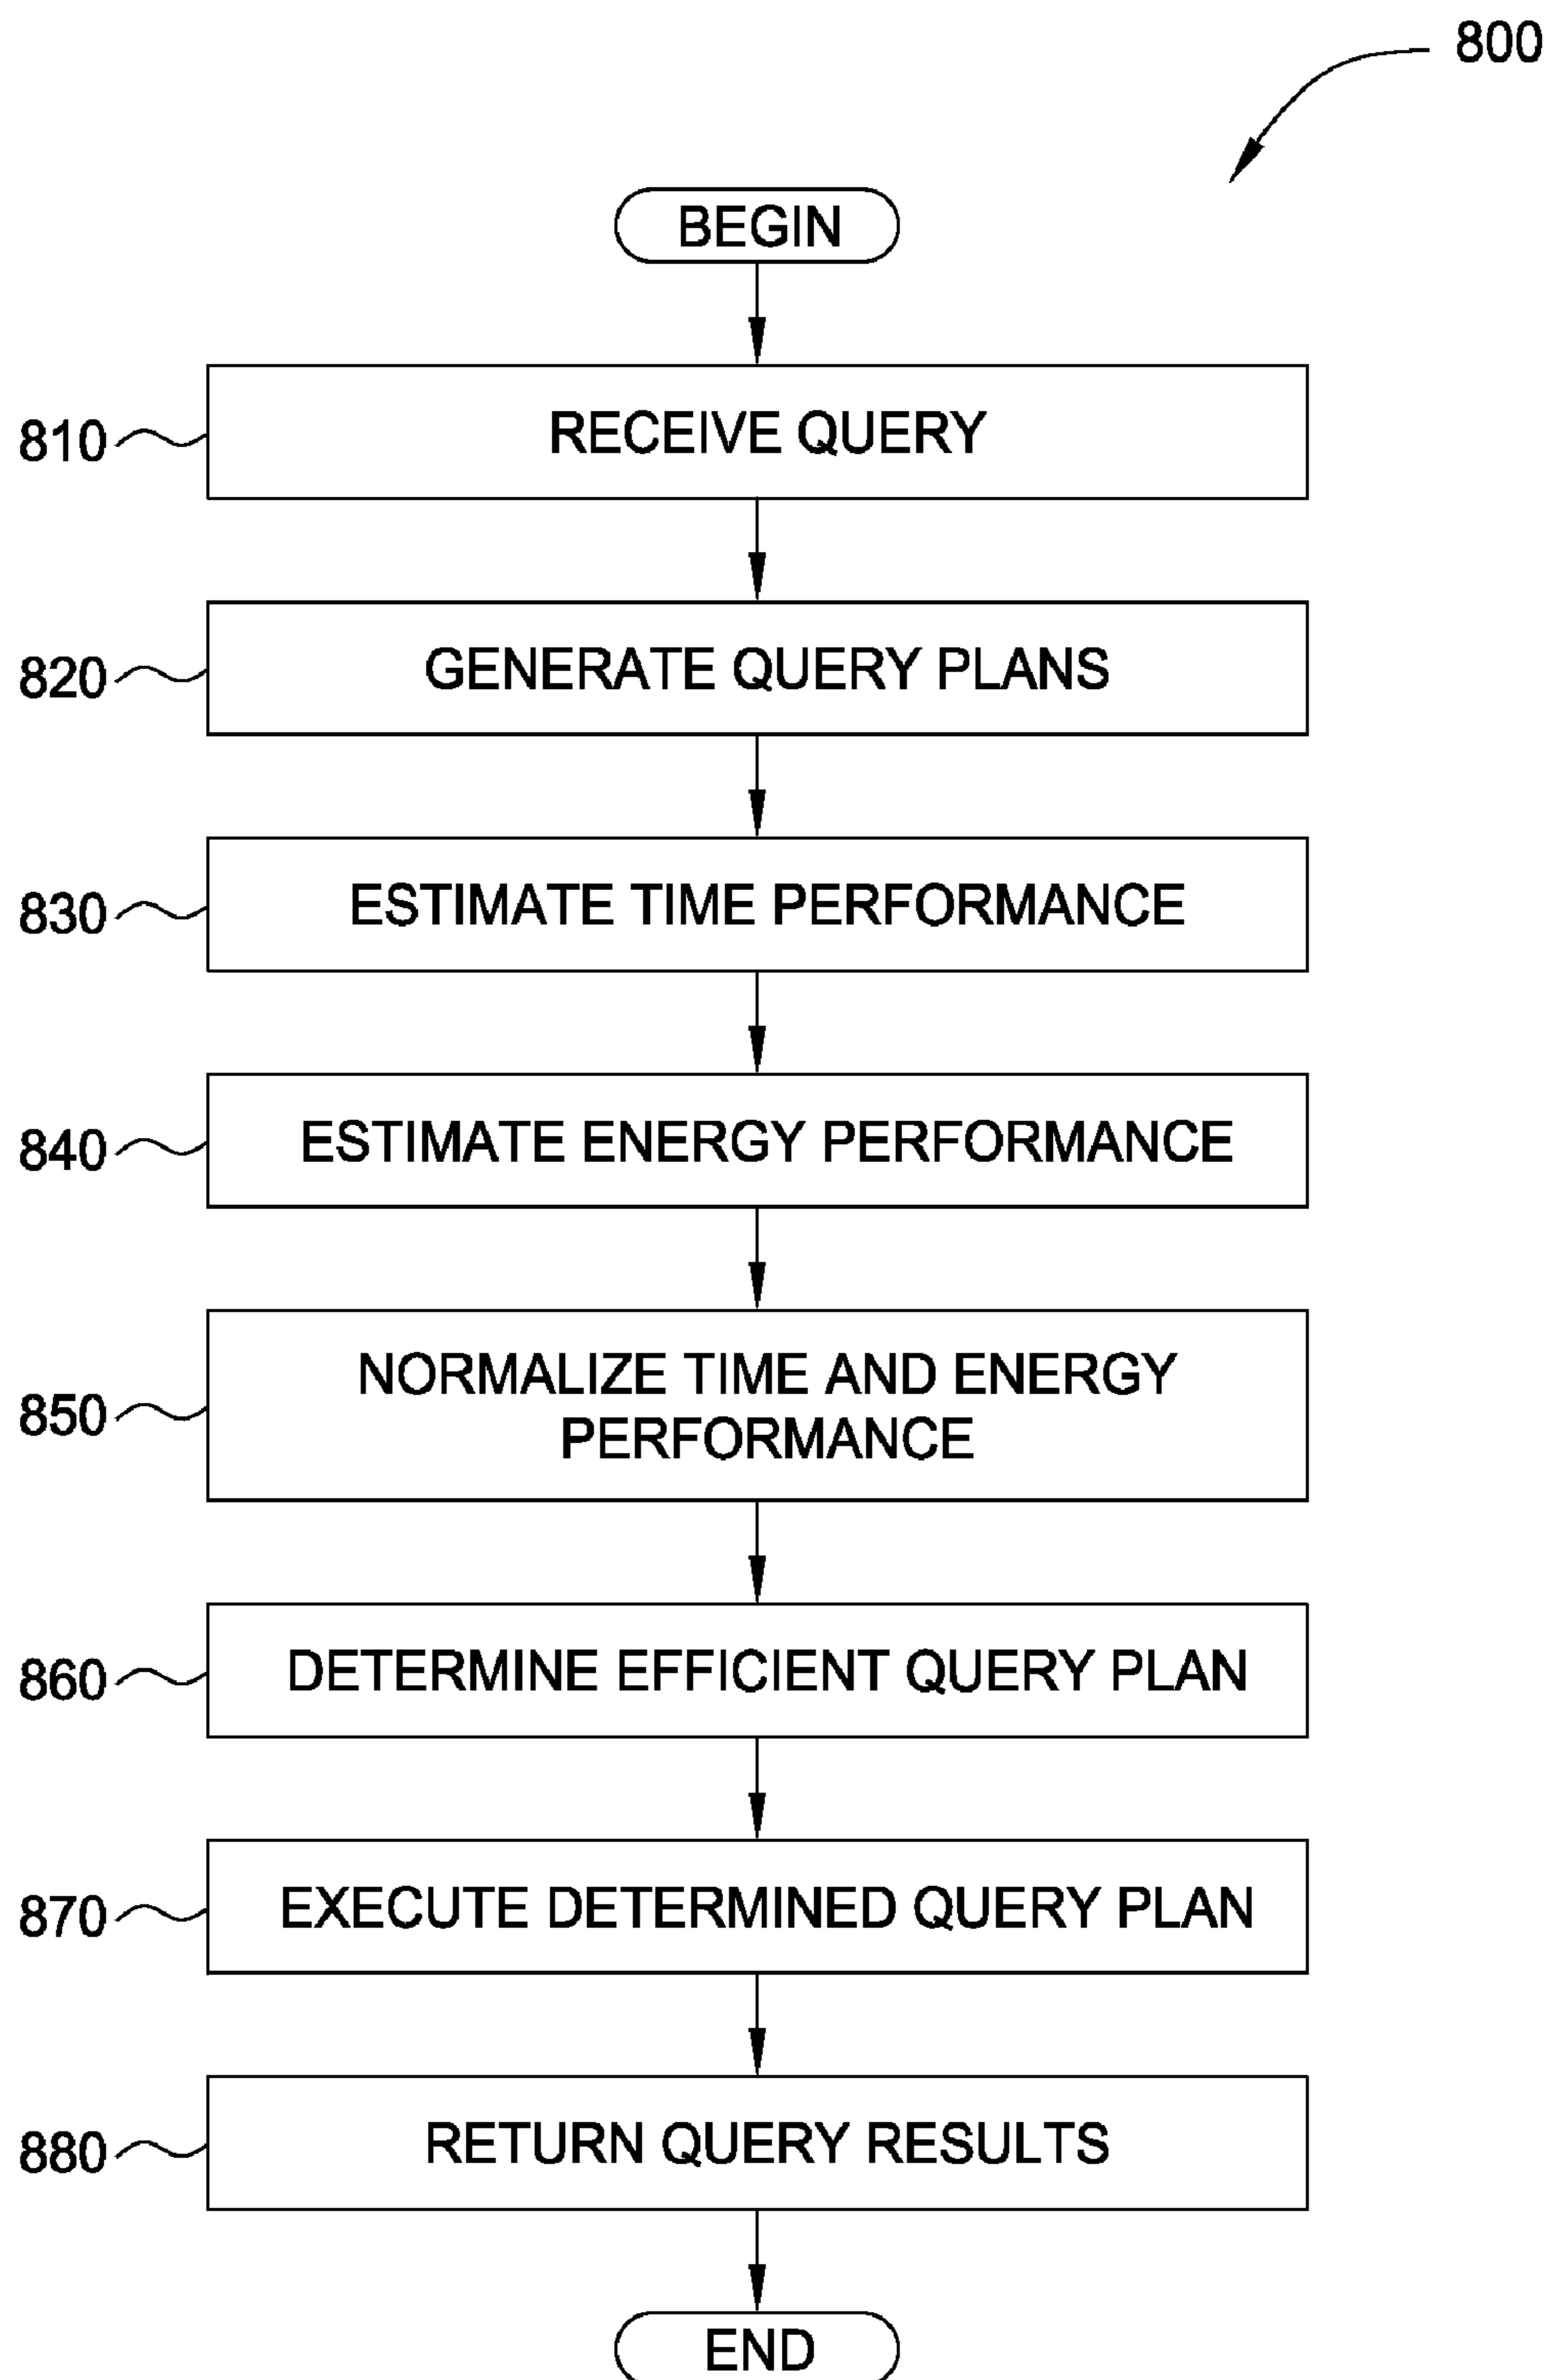 800
BEGIN
810
RECEIVE QUERY
820
GENERATE QUERY PLANS
830
ESTIMATE TIME PERFORMANCE
840
ESTIMATE ENERGY PERFORMANCE
850
NORMALIZE TIME AND ENERGY
PERFORMANCE
860
DETERMINE EFFICIENT QUERY PLAN
870
EXECUTE DETERMINED QUERY PLAN
880
RETURN QUERY RESULTS
END